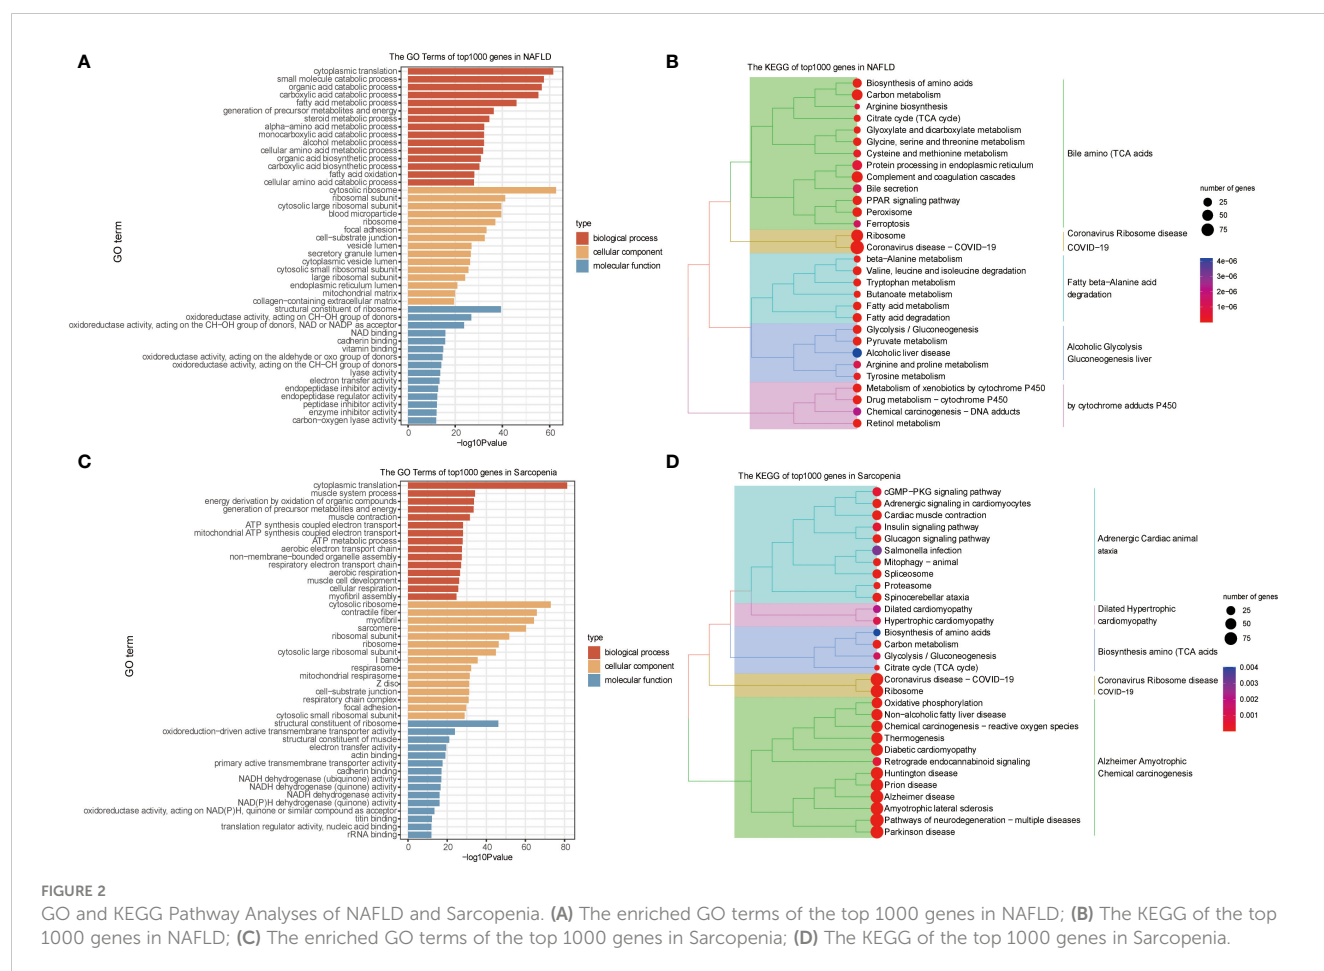 A
The GO Terms of top1000 genes in NAFLD
cytoplasmic translation
small molecule catabolic process
organic acid catabolic process
carboxylic acid catabolic process
fatty acid metabolic process
generation of precursor metabolites and energy
steroid metabolic process
alpha−amino acid metabolic process
monocarboxylic acid catabolic process
alcohol metabolic process
cellular amino acid metabolic process
organic acid biosynthetic process
carboxylic acid biosynthetic process
fatty acid oxidation
cellular amino acid catabolic process
cytosolic ribosome
ribosomal subunit
cytosolic large ribosomal subunit
blood microparticle
ribosome
focal adhesion
cell−substrate junction
vesicle lumen
secretory granule lumen
cytoplasmic vesicle lumen
cytosolic small ribosomal subunit
large ribosomal subunit
endoplasmic reticulum lumen
mitochondrial matrix
collagen−containing extracellular matrix
structural constituent of ribosome
oxidoreductase activity, acting on CH−OH group of donors
oxidoreductase activity, acting on the CH−OH group of donors, NAD or NADP as acceptor
NAD binding
cadherin binding
vitamin binding
oxidoreductase activity, acting on the aldehyde or oxo group of donors
oxidoreductase activity, acting on the CH−CH group of donors
lyase activity
electron transfer activity
endopeptidase inhibitor activity
endopeptidase regulator activity
peptidase inhibitor activity
enzyme inhibitor activity
carbon−oxygen lyase activity
GO term
0 20 40 60
−log10Pvalue
type
biological process
cellular component
molecular function
B
The KEGG of top1000 genes in NAFLD
Biosynthesis of amino acids
Carbon metabolism
Arginine biosynthesis
Citrate cycle (TCA cycle)
Glyoxylate and dicarboxylate metabolism
Glycine, serine and threonine metabolism
Cysteine and methionine metabolism
Protein processing in endoplasmic reticulum
Complement and coagulation cascades
Bile secretion
PPAR signaling pathway
Peroxisome
Ferroptosis
Ribosome
Coronavirus disease − COVID−19
beta−Alanine metabolism
Valine, leucine and isoleucine degradation
Tryptophan metabolism
Butanoate metabolism
Fatty acid metabolism
Fatty acid degradation
Glycolysis / Gluconeogenesis
Pyruvate metabolism
Alcoholic liver disease
Arginine and proline metabolism
Tyrosine metabolism
Metabolism of xenobiotics by cytochrome P450
Drug metabolism − cytochrome P450
Chemical carcinogenesis − DNA adducts
Retinol metabolism
Bile amino (TCA acids
Coronavirus Ribosome disease
COVID−19
Fatty beta−Alanine acid
degradation
Alcoholic Glycolysis
Gluconeogenesis liver
by cytochrome adducts P450
number of genes
25
50
75
4e−06
3e−06
2e−06
1e−06
C
The GO Terms of top1000 genes in Sarcopenia
cytoplasmic translation
muscle system process
energy derivation by oxidation of organic compounds
generation of precursor metabolites and energy
muscle contraction
ATP synthesis coupled electron transport
mitochondrial ATP synthesis coupled electron transport
ATP metabolic process
aerobic electron transport chain
non−membrane−bounded organelle assembly
respiratory electron transport chain
aerobic respiration
muscle cell development
cellular respiration
myofibril assembly
cytosolic ribosome
contractile fiber
myofibril
sarcomere
ribosomal subunit
ribosome
cytosolic large ribosomal subunit
I band
respirasome
mitochondrial respirasome
Z disc
cell−substrate junction
respiratory chain complex
focal adhesion
cytosolic small ribosomal subunit
structural constituent of ribosome
oxidoreduction−driven active transmembrane transporter activity
structural constituent of muscle
electron transfer activity
actin binding
primary active transmembrane transporter activity
cadherin binding
NADH dehydrogenase (ubiquinone) activity
NADH dehydrogenase (quinone) activity
NADH dehydrogenase activity
NAD(P)H dehydrogenase (quinone) activity
oxidoreductase activity, acting on NAD(P)H, quinone or similar compound as acceptor
titin binding
translation regulator activity, nucleic acid binding
rRNA binding
GO term
0 20 40 60 80
−log10Pvalue
type
biological process
cellular component
molecular function
D
The KEGG of top1000 genes in Sarcopenia
cGMP−PKG signaling pathway
Adrenergic signaling in cardiomyocytes
Cardiac muscle contraction
Insulin signaling pathway
Glucagon signaling pathway
Salmonella infection
Mitophagy − animal
Spliceosome
Proteasome
Spinocerebellar ataxia
Dilated cardiomyopathy
Hypertrophic cardiomyopathy
Biosynthesis of amino acids
Carbon metabolism
Glycolysis / Gluconeogenesis
Citrate cycle (TCA cycle)
Coronavirus disease − COVID−19
Ribosome
Oxidative phosphorylation
Non−alcoholic fatty liver disease
Chemical carcinogenesis − reactive oxygen species
Thermogenesis
Diabetic cardiomyopathy
Retrograde endocannabinoid signaling
Huntington disease
Prion disease
Alzheimer disease
Amyotrophic lateral sclerosis
Pathways of neurodegeneration − multiple diseases
Parkinson disease
Adrenergic Cardiac animal
ataxia
Dilated Hypertrophic
cardiomyopathy
Biosynthesis amino (TCA acids
Coronavirus Ribosome disease
COVID−19
Alzheimer Amyotrophic
Chemical carcinogenesis
number of genes
25
50
75
0.004
0.003
0.002
0.001
FIGURE 2
GO and KEGG Pathway Analyses of NAFLD and Sarcopenia. (A) The enriched GO terms of the top 1000 genes in NAFLD; (B) The KEGG of the top
1000 genes in NAFLD; (C) The enriched GO terms of the top 1000 genes in Sarcopenia; (D) The KEGG of the top 1000 genes in Sarcopenia.